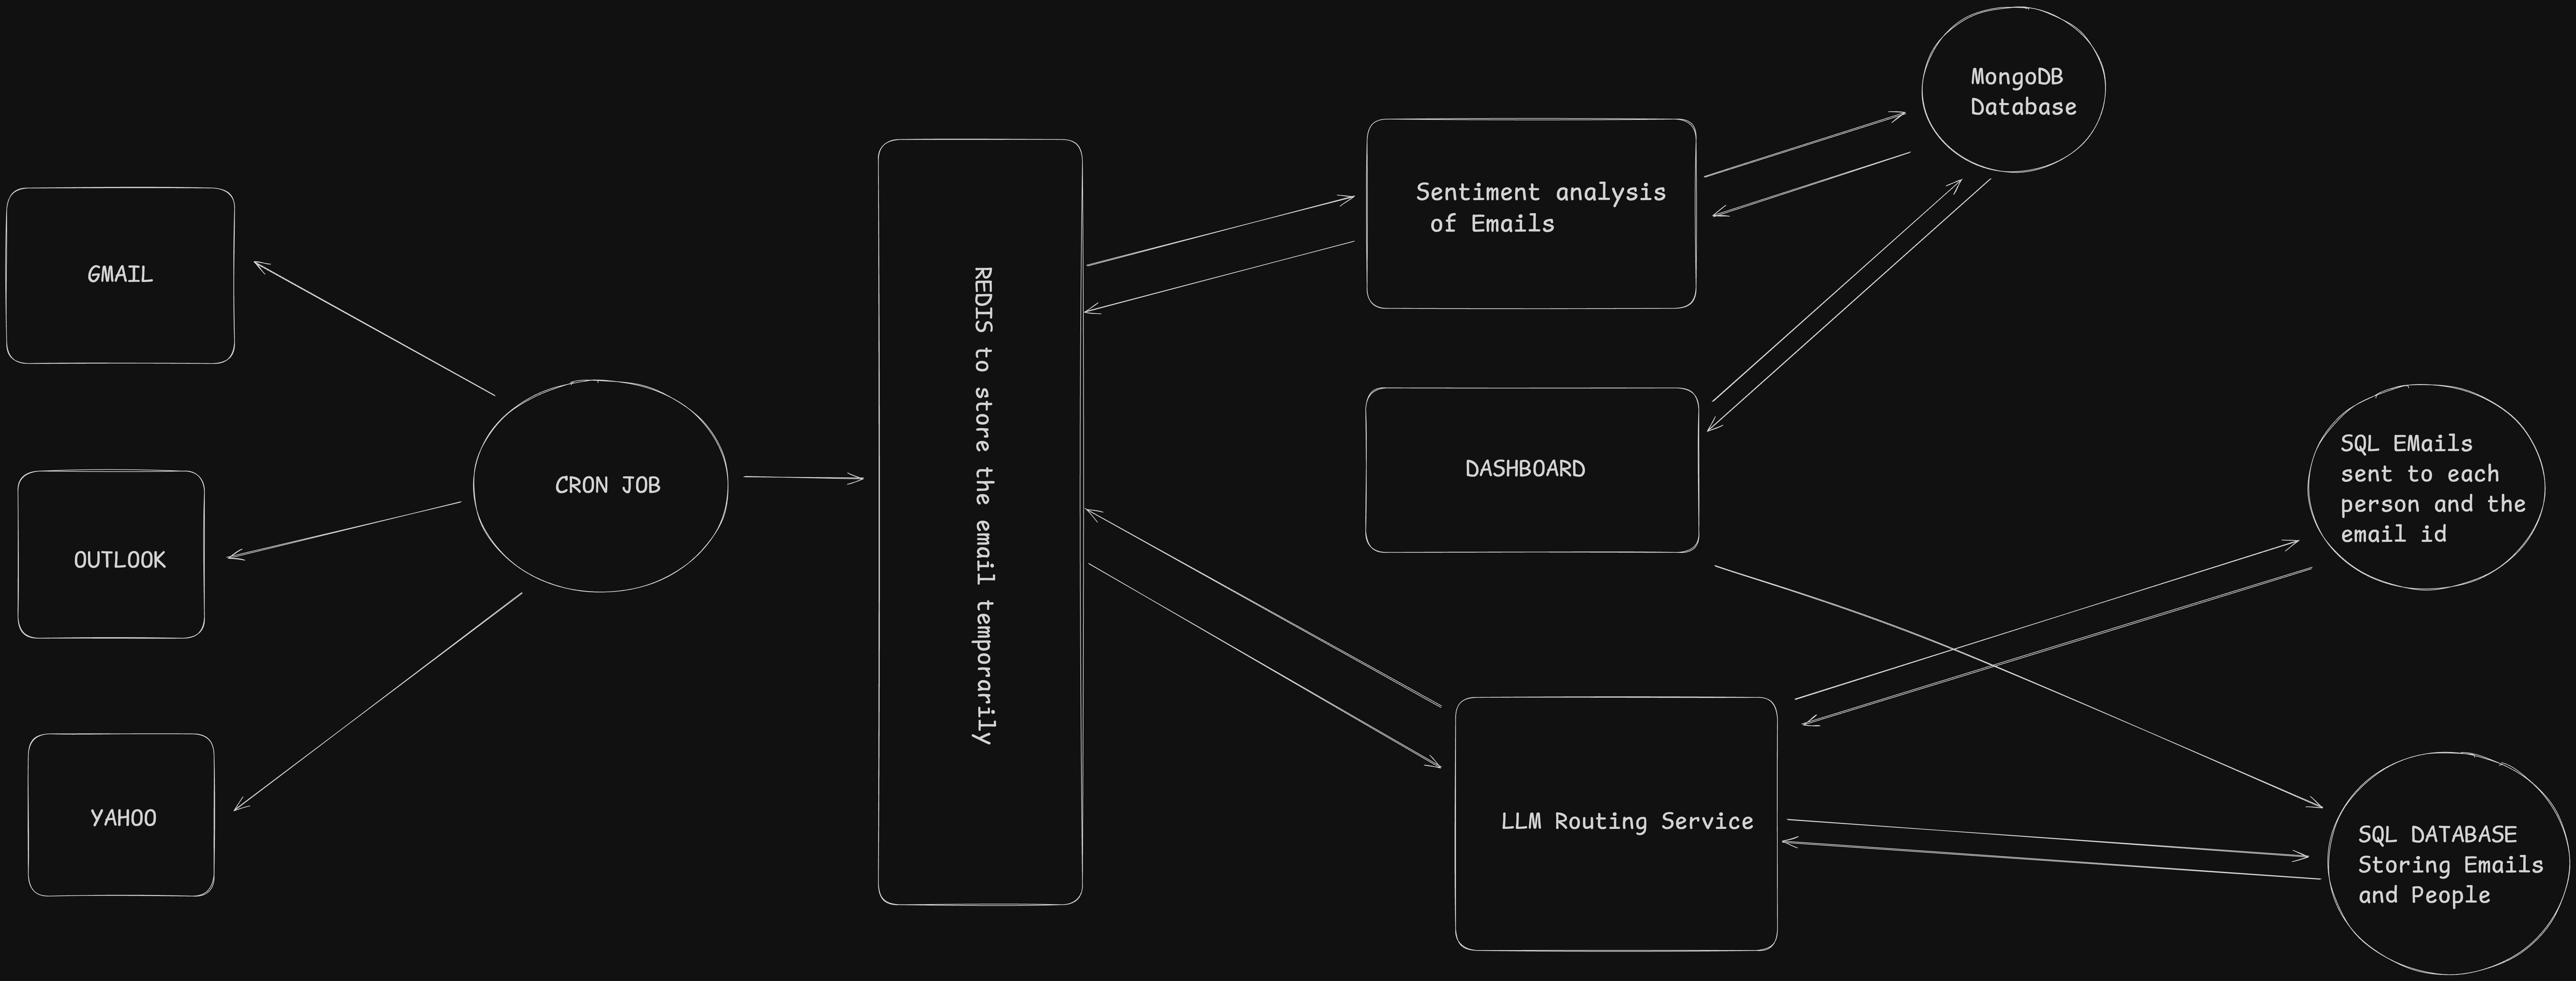 GMAIL
OUTLOOK
YAHOO
CRON JOB
REDIS to store the email temporarily
Sentiment analysis
of Emails
DASHBOARD
LLM Routing Service
MongoDB
Database
SQL EMails
sent to each
person and the
email id
SQL DATABASE
Storing Emails
and People